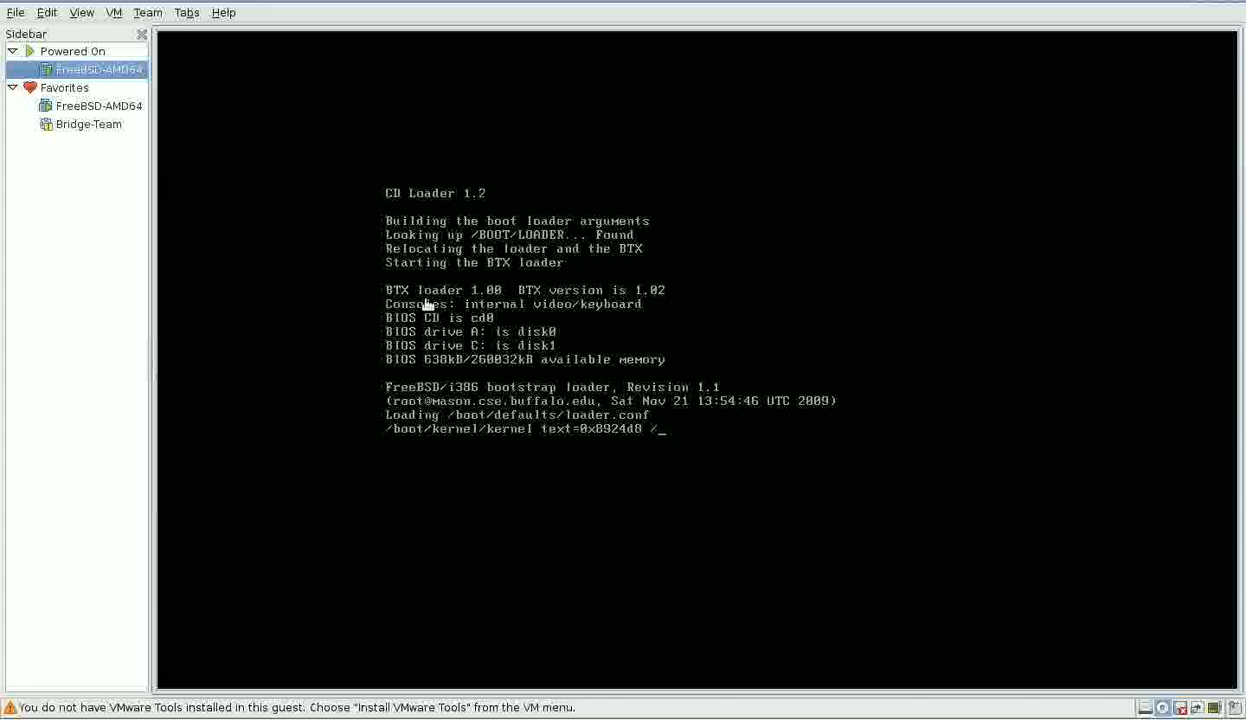 File Edit View VM Team Tabs Help
Sidebar
Powered On
FreeBSD-AMD64
Favorites
FreeBSD-AMD64
Bridge-Team
CD Loader 1.2
Building the boot loader arguments
Looking up /BOOT/LOADER... Found
Relocating the loader and the BTX
Starting the BTX loader
BTX loader 1.00 BTX version is 1.02
Consoles: internal video/keyboard
BIOS CD is cd0
BIOS drive A: is disk0
BIOS drive C: is disk1
BIOS 638kB/260032kB available memory
FreeBSD/i386 bootstrap loader, Revision 1.1
(root@mason.cse.buffalo.edu, Sat Nov 21 13:54:46 UTC 2009)
Loading /boot/defaults/loader.conf
/boot/kernel/kernel text=0x8924d8 /_
You do not have VMware Tools installed in this guest. Choose "Install VMware Tools" from the VM menu.